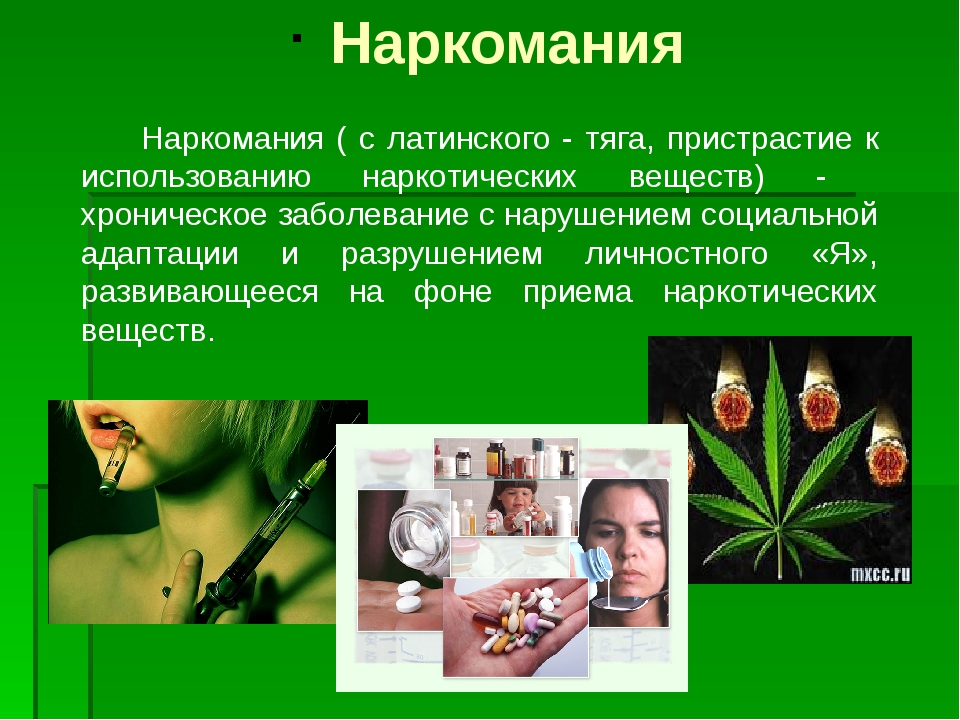 Наркомания
Наркомания ( с латинского - тяга, пристрастие к
использованию наркотических веществ) -
хроническое заболевание с нарушением социальной
адаптации и разрушением личностного «Я»,
развивающееся на фоне приема наркотических
веществ.
mxcc.ru